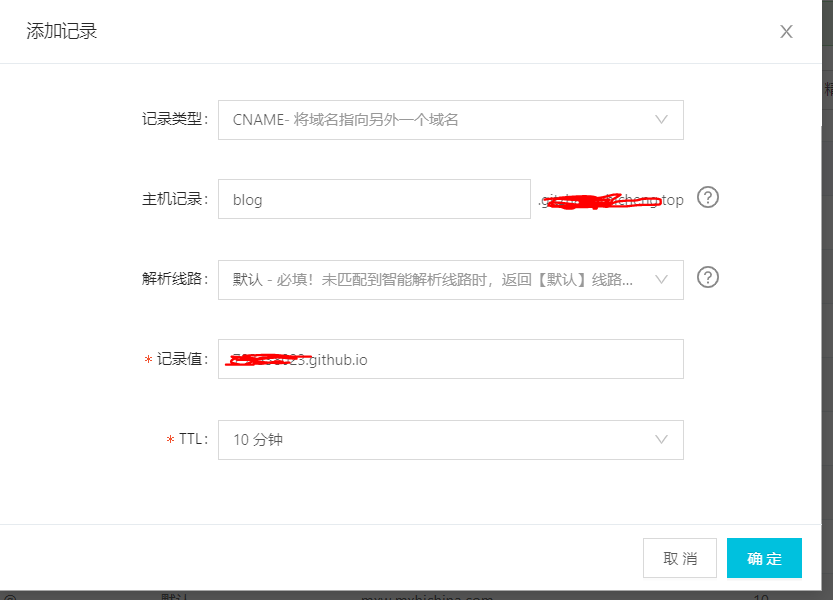 添加记录
记录类型： CNAME- 将域名指向另外一个域名
主机记录： blog .top
解析线路： 默认 - 必填！未匹配到智能解析线路时，返回【默认】线路...
* 记录值： .github.io
* TTL： 10 分钟
取 消 确 定